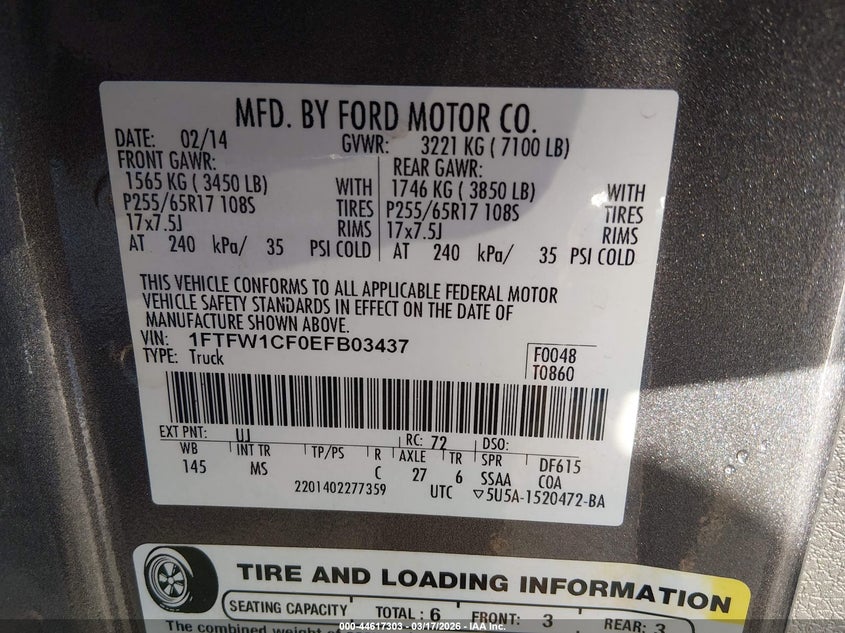 MFD. BY FORD MOTOR CO.
DATE: 02/14 GVWR: 3221 KG ( 7100 LB)
FRONT GAWR: REAR GAWR:
1565 KG ( 3450 LB) WITH 1746 KG ( 3850 LB) WITH
P255/65R17 108S TIRES P255/65R17 108S TIRES
17x7.5J RIMS 17x7.5J RIMS
AT 240 kPa/ 35 PSI COLD AT 240 kPa/ 35 PSI COLD
THIS VEHICLE CONFORMS TO ALL APPLICABLE FEDERAL MOTOR
VEHICLE SAFETY STANDARDS IN EFFECT ON THE DATE OF
MANUFACTURE SHOWN ABOVE.
VIN: 1FTFW1CF0EFB03437
TYPE: Truck
F0048
T0860
EXT PNT: UJ RC: 72 DSO:
WB INT TR TP/PS R AXLE TR SPR DF615
145 MS C 27 6 SSAA COA
2201402277359 UTC ▽5U5A-1520472-BA
TIRE AND LOADING INFORMATION
SEATING CAPACITY TOTAL: 6 FRONT: 3 REAR: 3
The combined weight of
000-44617303 — 03/17/2026 — IAA Inc.